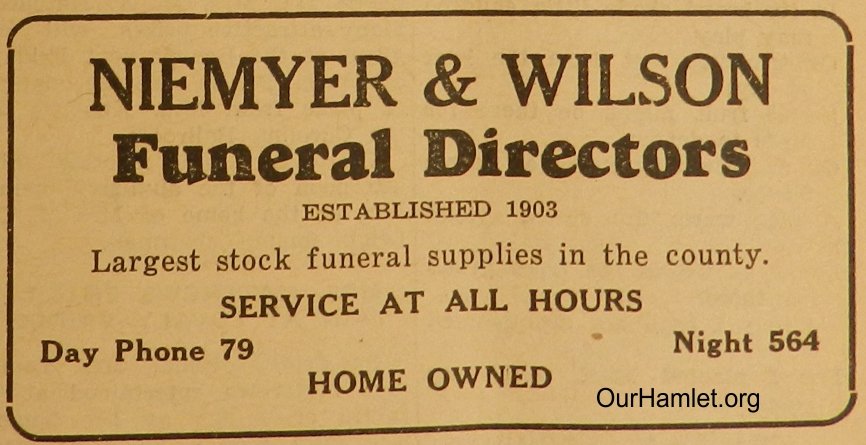 NIEMYER & WILSON
Funeral Directors
ESTABLISHED 1903
Largest stock funeral supplies in the county.
SERVICE AT ALL HOURS
Day Phone 79 Night 564
HOME OWNED
OurHamlet.org